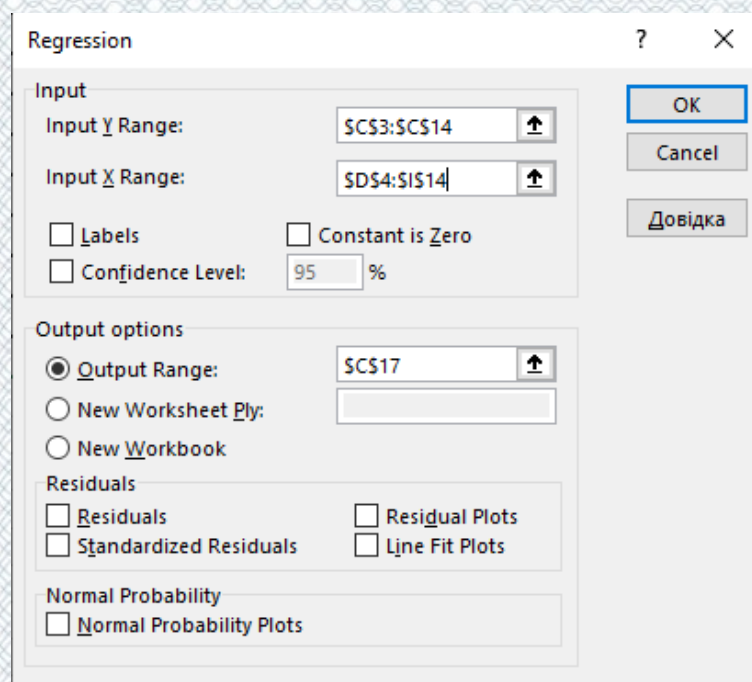 Regression ? ×
Input
Input Y Range: $C$3:$C$14
Input X Range: $D$4:$I$14
Labels Constant is Zero
Confidence Level: 95 %
OK
Cancel
Довідка
Output options
Output Range: $C$17
New Worksheet Ply:
New Workbook
Residuals
Residuals Residual Plots
Standardized Residuals Line Fit Plots
Normal Probability
Normal Probability Plots